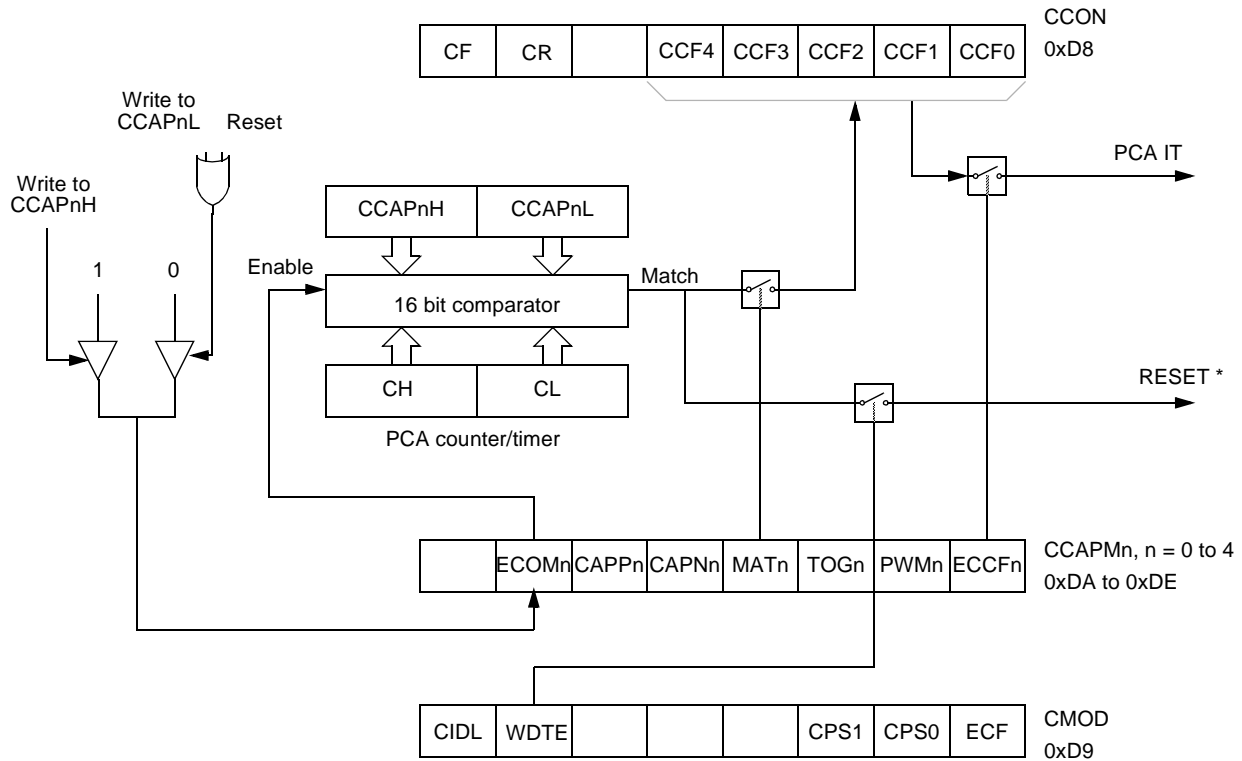 CCON
CF CR CCF4 CCF3 CCF2 CCF1 CCF0
0xD8
Write to
CCAPnL
Reset
PCA IT
Write to
CCAPnH
CCAPnH CCAPnL
1 0
Enable
Match
16 bit comparator
CH CL
RESET *
PCA counter/timer
ECOMn CAPPn CAPNn MATn TOGn PWMn ECCFn
CCAPMn, n = 0 to 4
0xDA to 0xDE
CIDL WDTE CPS1 CPS0 ECF
CMOD
0xD9